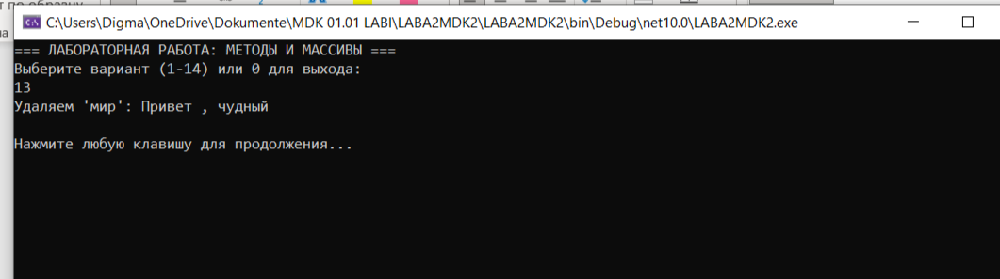 C:\Users\Digma\OneDrive\Dokumente\MDK 01.01 LABI\LABA2MDK2\LABA2MDK2\bin\Debug\net10.0\LABA2MDK2.exe
=== ЛАБОРАТОРНАЯ РАБОТА: МЕТОДЫ И МАССИВЫ ===
Выберите вариант (1-14) или 0 для выхода:
13
Удаляем 'мир': Привет , чудный
Нажмите любую клавишу для продолжения...